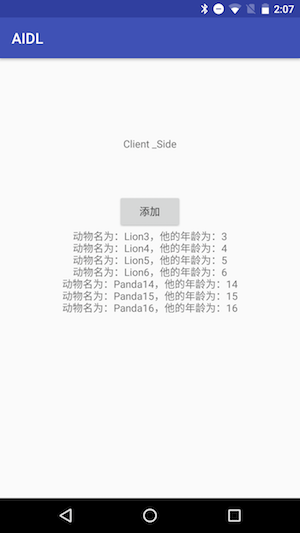 2:07
AIDL
Client _Side
添加
动物名为：Lion3，他的年龄为：3
动物名为：Lion4，他的年龄为：4
动物名为：Lion5，他的年龄为：5
动物名为：Lion6，他的年龄为：6
动物名为：Panda14，他的年龄为：14
动物名为：Panda15，他的年龄为：15
动物名为：Panda16，他的年龄为：16